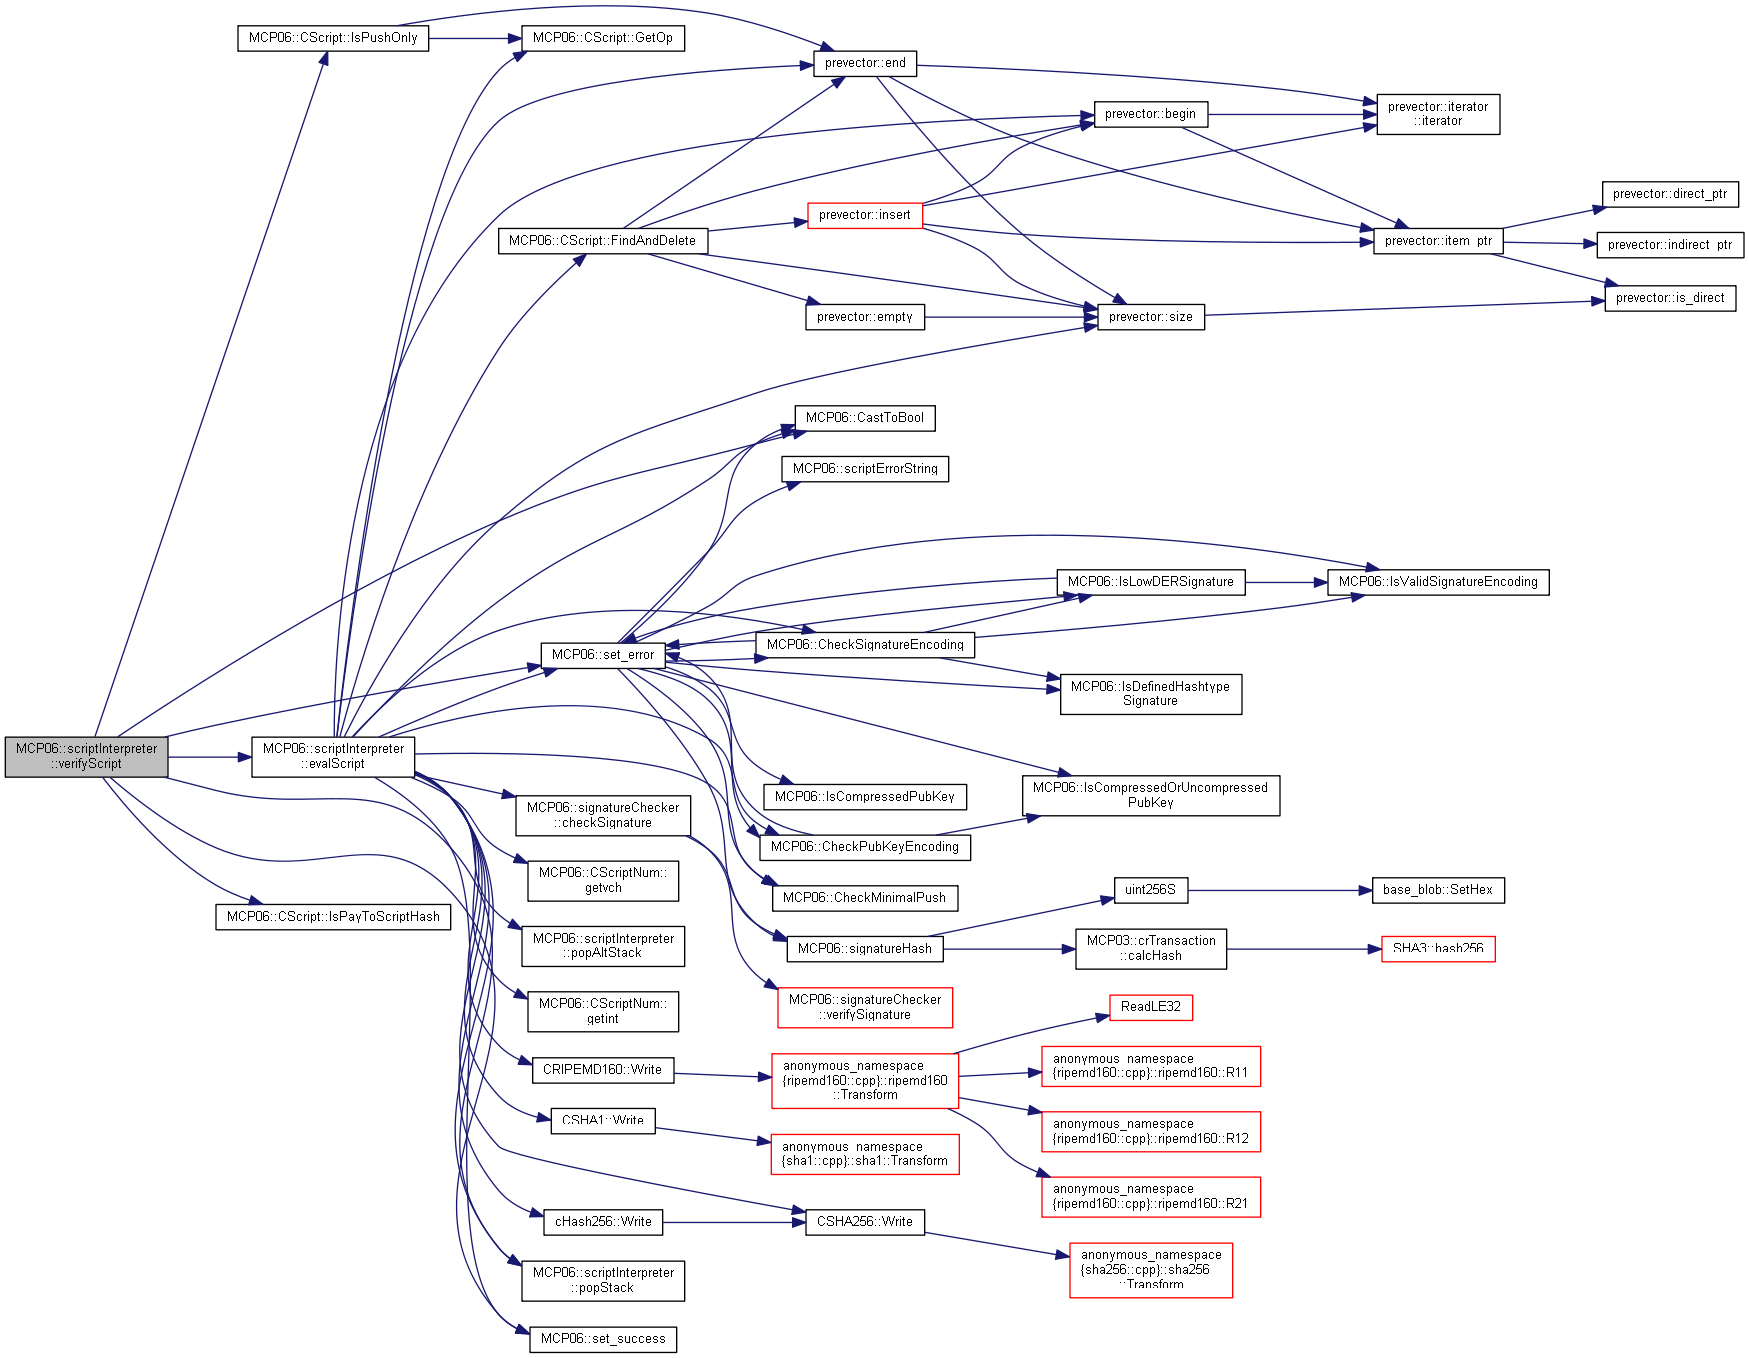 MCP06::CScript::IsPushOnly
MCP06::CScript::GetOp
prevector::end
prevector::begin
prevector::iterator
::iterator
prevector::direct_ptr
prevector::insert
MCP06::CScript::FindAndDelete
prevector::item_ptr
prevector::indirect_ptr
prevector::is_direct
prevector::empty
prevector::size
MCP06::CastToBool
MCP06::scriptErrorString
MCP06::IsLowDERSignature
MCP06::IsValidSignatureEncoding
MCP06::CheckSignatureEncoding
MCP06::set_error
MCP06::IsDefinedHashtype
Signature
MCP06::scriptInterpreter
::verifyScript
MCP06::scriptInterpreter
::evalScript
MCP06::IsCompressedPubKey
MCP06::IsCompressedOrUncompressed
PubKey
MCP06::signatureChecker
::checkSignature
MCP06::CheckPubKeyEncoding
MCP06::CScriptNum::
getvch
MCP06::CheckMinimalPush
uint256S
base_blob::SetHex
MCP06::CScript::IsPayToScriptHash
MCP06::scriptInterpreter
::popAltStack
MCP06::signatureHash
MCP03::crTransaction
::calcHash
SHA3::hash256
MCP06::CScriptNum::
getint
MCP06::signatureChecker
::verifySignature
ReadLE32
CRIPEMD160::Write
anonymous_namespace
{ripemd160::cpp}::ripemd160
::Transform
anonymous_namespace
{ripemd160::cpp}::ripemd160::R11
CSHA1::Write
anonymous_namespace
{ripemd160::cpp}::ripemd160::R12
anonymous_namespace
{sha1::cpp}::sha1::Transform
anonymous_namespace
{ripemd160::cpp}::ripemd160::R21
cHash256::Write
CSHA256::Write
anonymous_namespace
{sha256::cpp}::sha256
::Transform
MCP06::scriptInterpreter
::popStack
MCP06::set_success